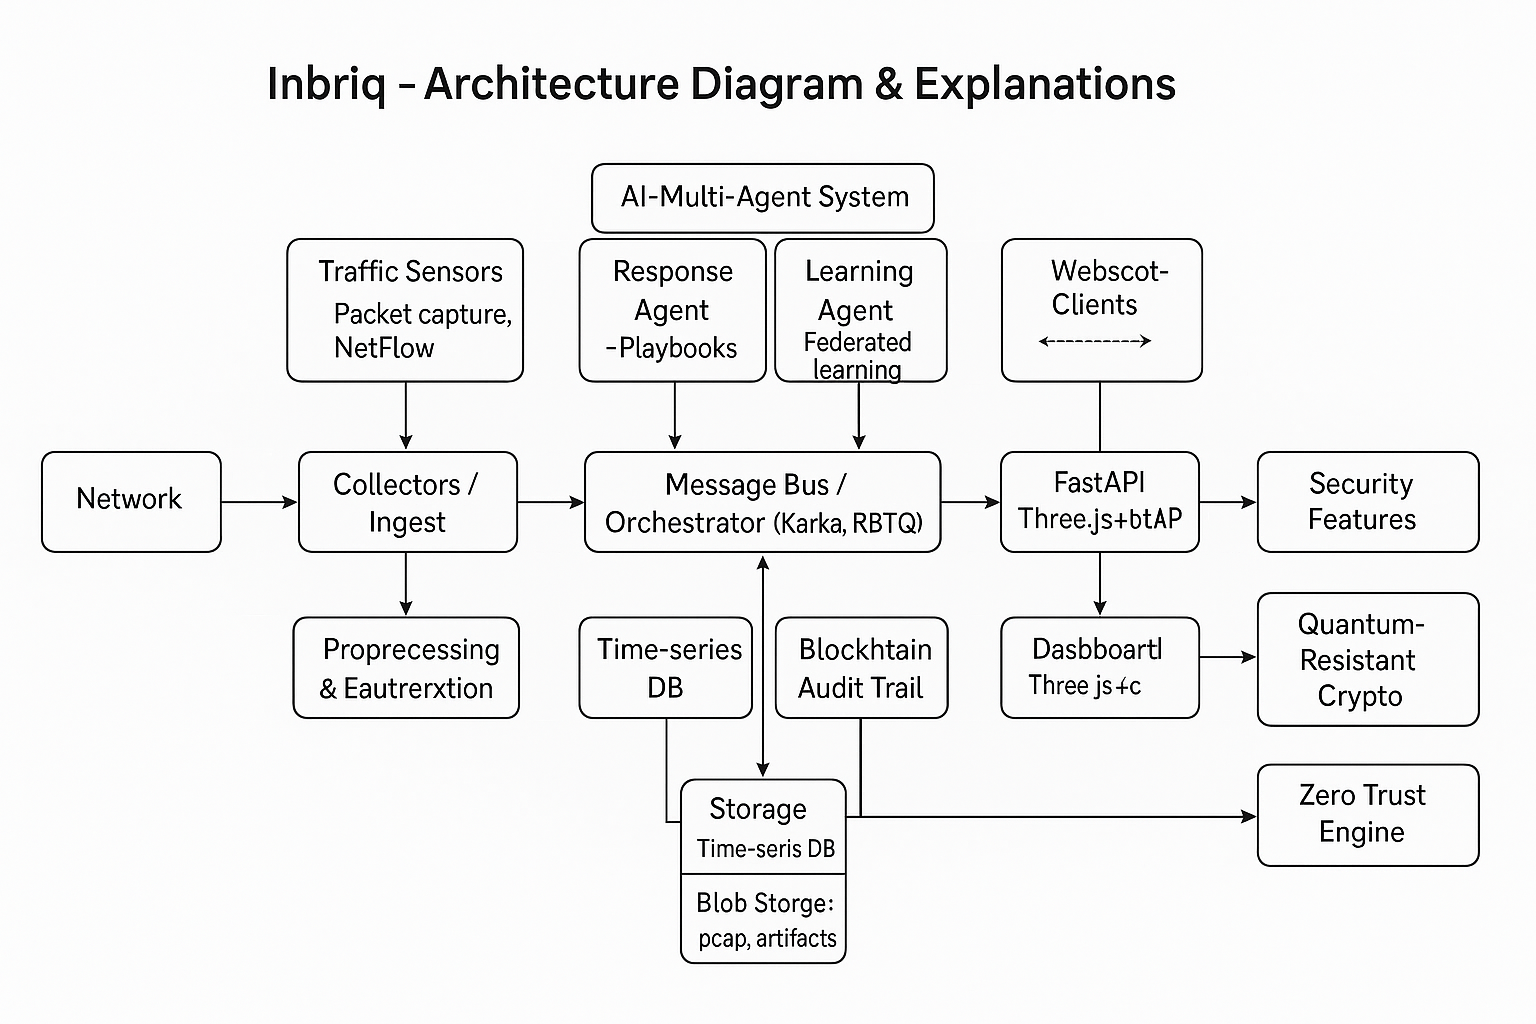 Inbriq – Architecture Diagram & Explanations
AI-Multi-Agent System
Traffic Sensors
Packet capture,
NetFlow
Response
Agent
-Playbooks
Learning
Agent
Federated
learning
Webscot-
Clients
Network
Collectors /
Ingest
Message Bus /
Orchestrator (Karka, RBTQ)
FastAPI
Three.js+btAP
Security
Features
Proprecessing
& Eautrerxtion
Time-series
DB
Blockhtain
Audit Trail
Dasbboartl
Three js+c
Quantum-
Resistant
Crypto
Storage
Time-seris DB
Blob Storge:
pcap, artifacts
Zero Trust
Engine